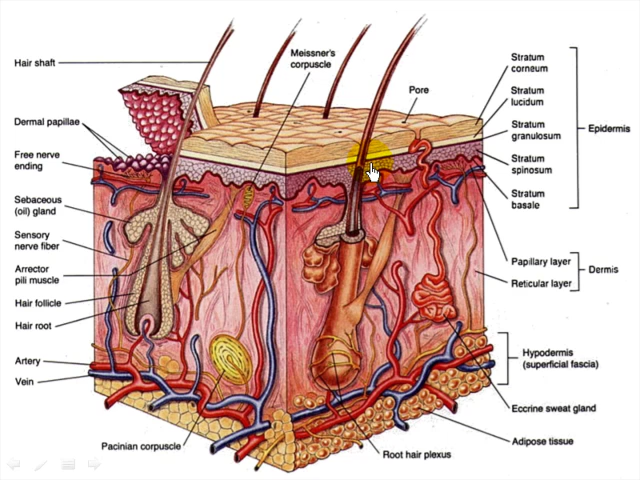 Hair shaft
Dermal papillae
Free nerve
ending
Sebaceous
(oil) gland
Sensory
nerve fiber
Arrector
pili muscle
Hair follicle
Hair root
Artery
Vein
Meissner's
corpuscle
Pore
Pacinian corpuscle
Root hair plexus
Stratum
corneum
Stratum
lucidum
Stratum
granulosum
Stratum
spinosum
Stratum
basale
Epidermis
Papillary layer
Reticular layer
Dermis
Hypodermis
(superficial fascia)
Eccrine sweat gland
Adipose tissue